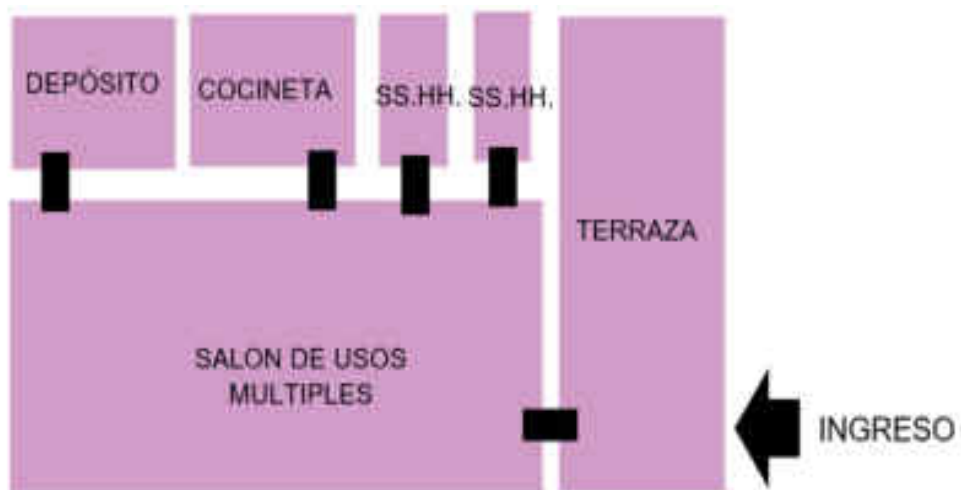 DEPÓSITO
COCINETA
SS.HH.
SS.HH.
TERRAZA
SALON DE USOS
MULTIPLES
INGRESO